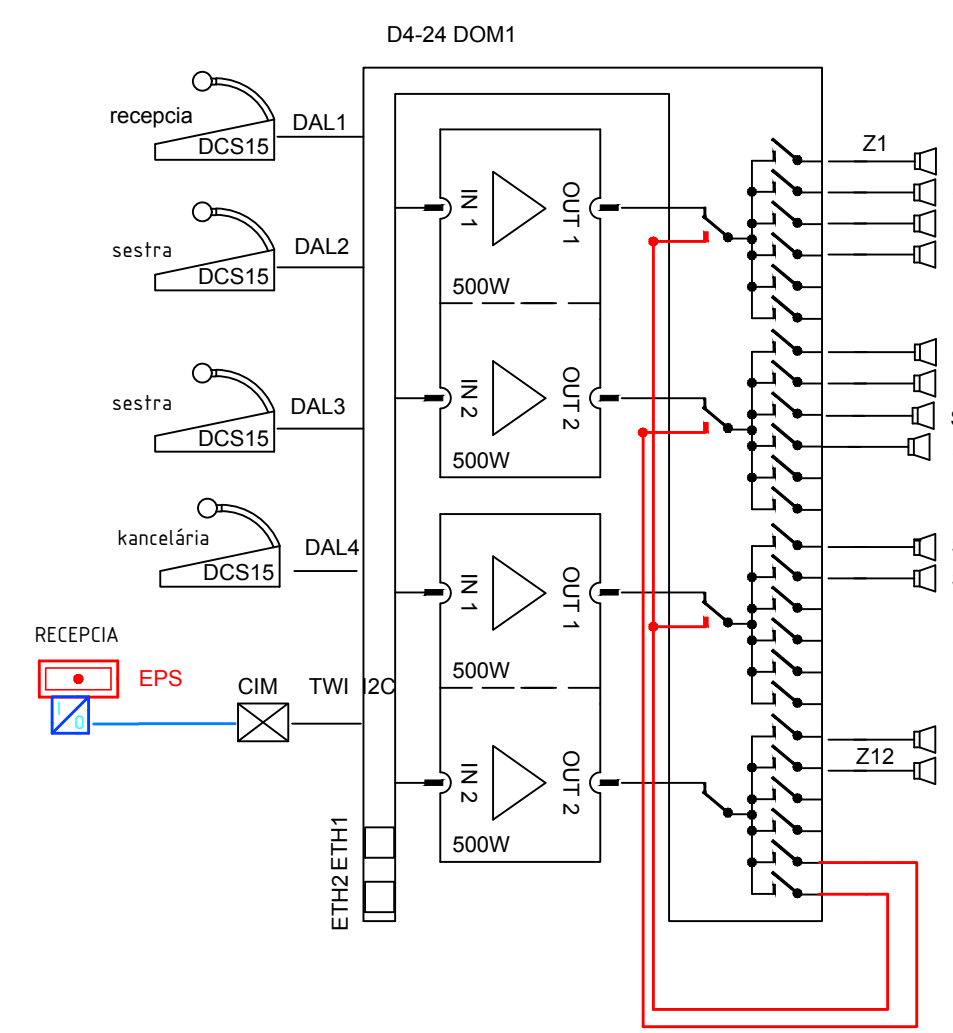 D4-24 DOM1
recepcia
DCS15
DAL1
Z1
sestra
DCS15
DAL2
IN 1
OUT 1
500W
sestra
DCS15
DAL3
IN 2
OUT 2
500W
kancelária
DCS15
DAL4
IN 1
OUT 1
500W
RECEPCIA
EPS
I
0
CIM
TWI I2C
IN 2
OUT 2
500W
Z12
ETH1
ETH2